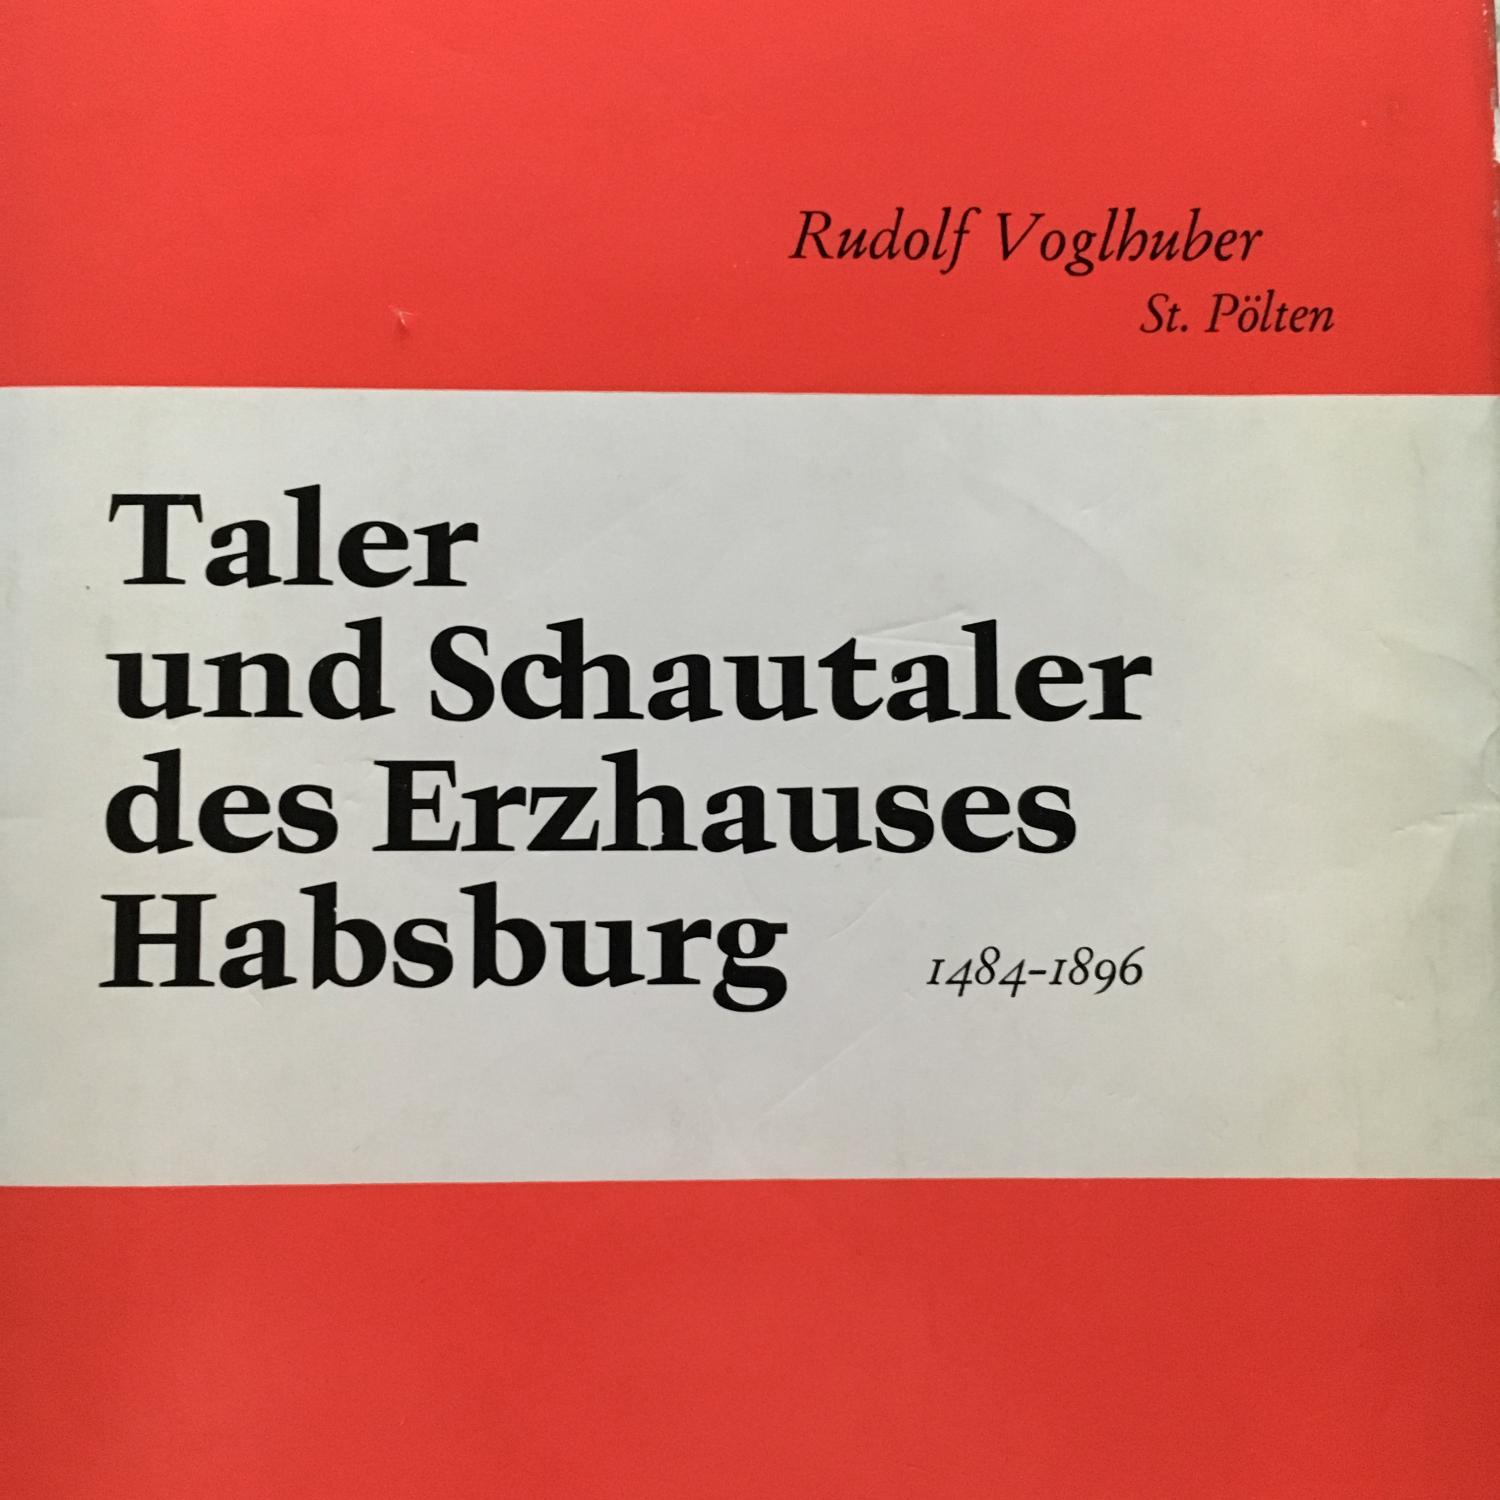 Rudolf Voglhuber
St. Pölten
Taler
und Schautaler
des Erzhauses
Habsburg 1484-1896